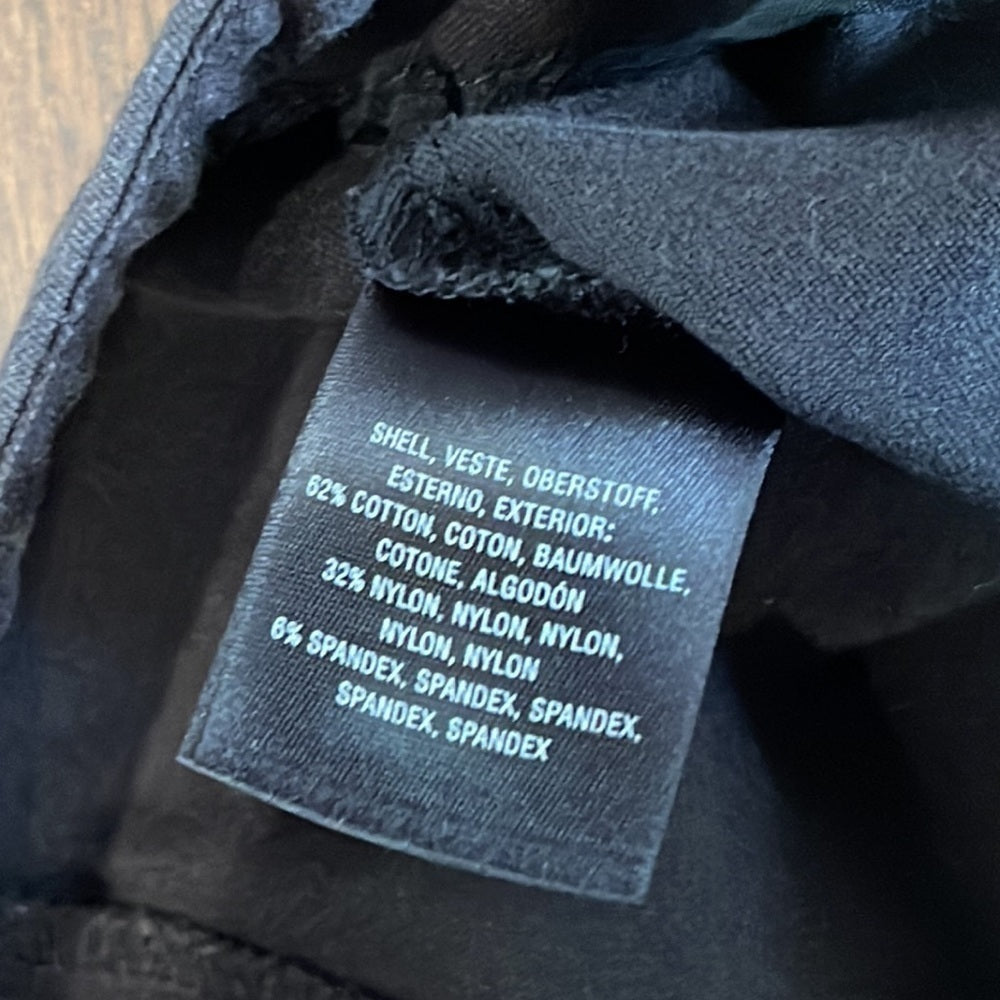 SHELL, VESTE, OBERSTOFF,
ESTERNO, EXTERIOR:
62% COTTON, COTON, BAUMWOLLE,
COTONE, ALGODÓN
32% NYLON, NYLON, NYLON,
NYLON, NYLON
6% SPANDEX, SPANDEX, SPANDEX,
SPANDEX, SPANDEX